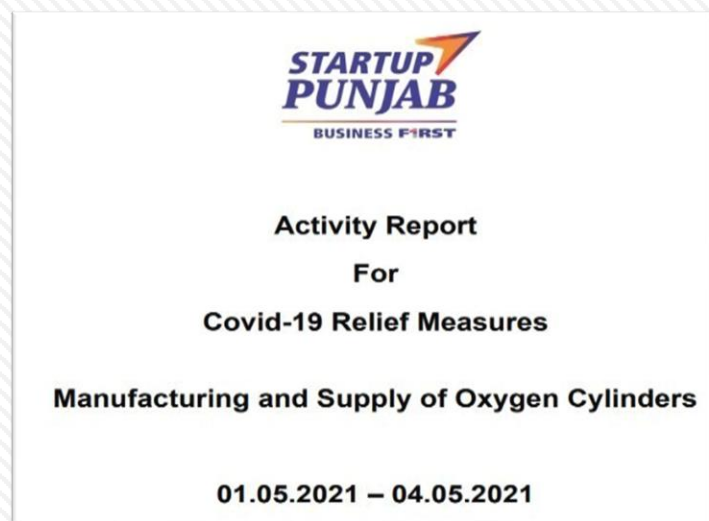 STARTUP
PUNJAB
BUSINESS FIRST
Activity Report
For
Covid-19 Relief Measures
Manufacturing and Supply of Oxygen Cylinders
01.05.2021 – 04.05.2021